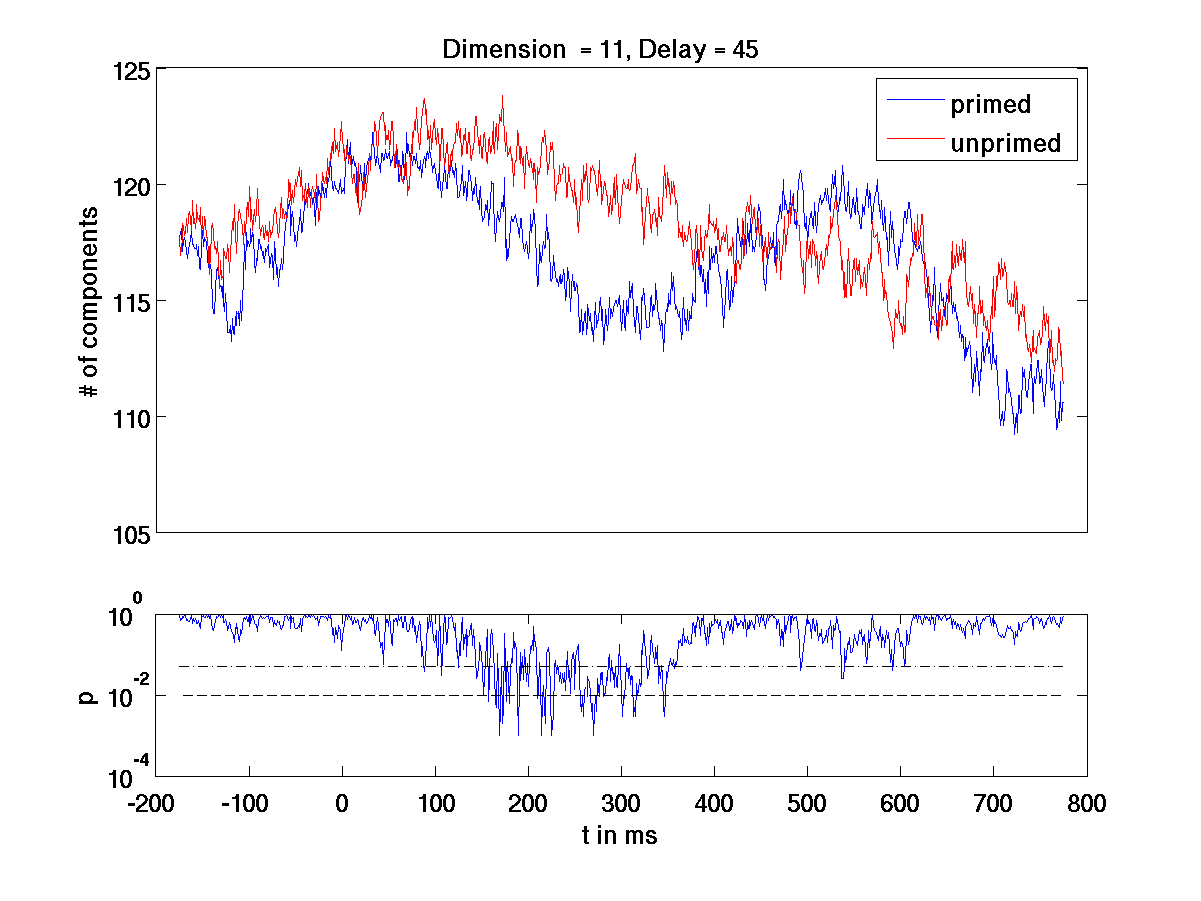 Dimension = 11, Delay = 45
125
120
115
110
105
# of components
primed
unprimed
10^0
10^-2
10^-4
p
-200 -100 0 100 200 300 400 500 600 700 800
t in ms